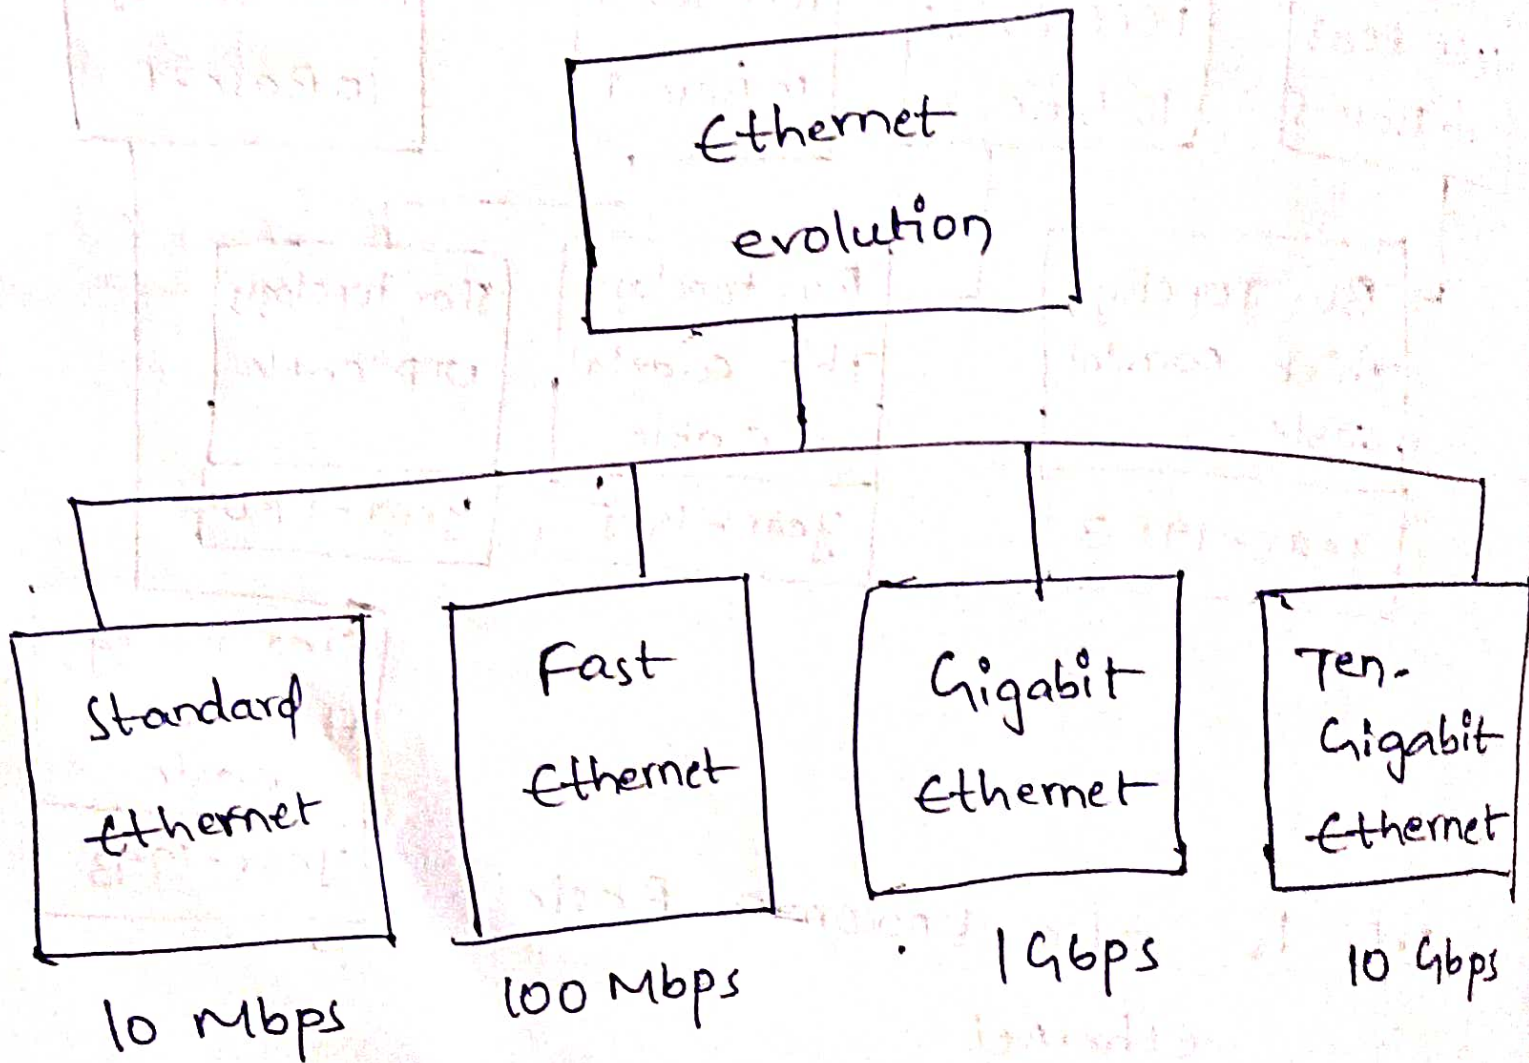 Ethernet
evolution
Standard
Ethernet
10 Mbps
Fast
Ethernet
100 Mbps
Gigabit
Ethernet
1 Gbps
Ten-
Gigabit
Ethernet
10 Gbps